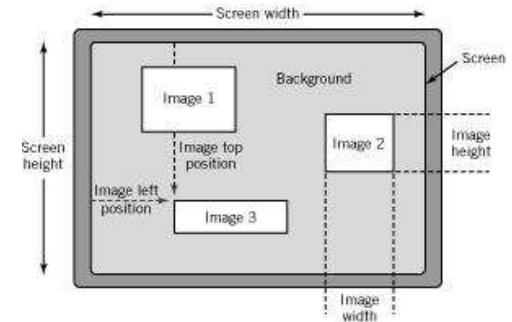 Screen width
Screen
Background
Image 1
Image 2
Image
height
Screen
height
Image top
position
Image left
position
Image 3
Image
width